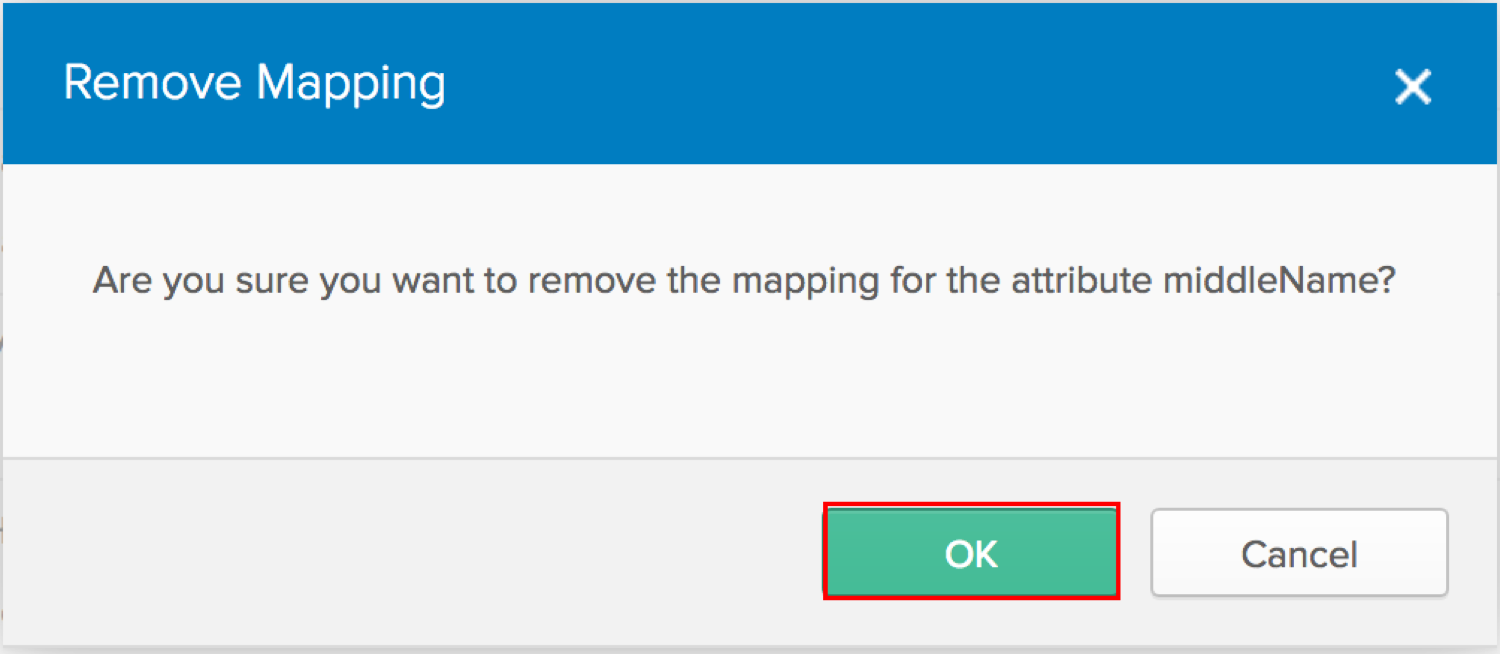 Remove Mapping
Are you sure you want to remove the mapping for the attribute middleName?
OK
Cancel